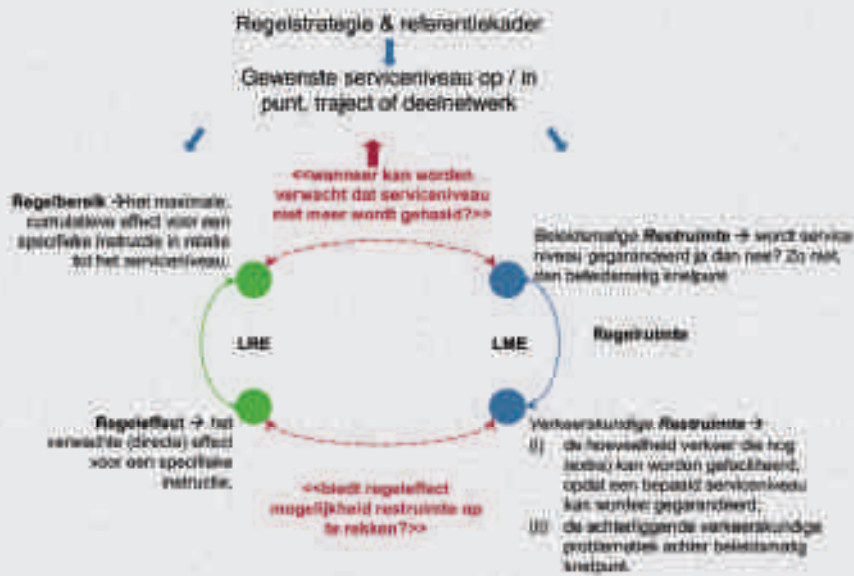 Regelstrategie & referentiekader
Gewenste serviceniveau op / in
punt, traject of deelnetwerk
<<wanneer kan worden
verwacht dat serviceniveau
niet meer wordt gehaald?>>
Regelbereik → het maximale,
cumulatieve effect voor een
specifieke instructie in relatie
tot het serviceniveau.
Beleidsmatige Restruimte → wordt service
niveau gegarandeerd ja dan nee? Zo niet,
dan beleidsmatig knelpunt
LRE
LME
Regelruimte
Regeleffect → het
verwachte (directe) effect
voor een specifieke
instructie.
<<biedt regeleffect
mogelijkheid restruimte op
te rekken?>>
Verkeerskundige Restruimte →
(i) de hoeveelheid verkeer die nog
kan worden gefaciliteerd,
opdat een bepaald serviceniveau
kan worden gegarandeerd.
(ii) de achterliggende verkeerskundige
problematiek achter beleidsmatig
knelpunt.